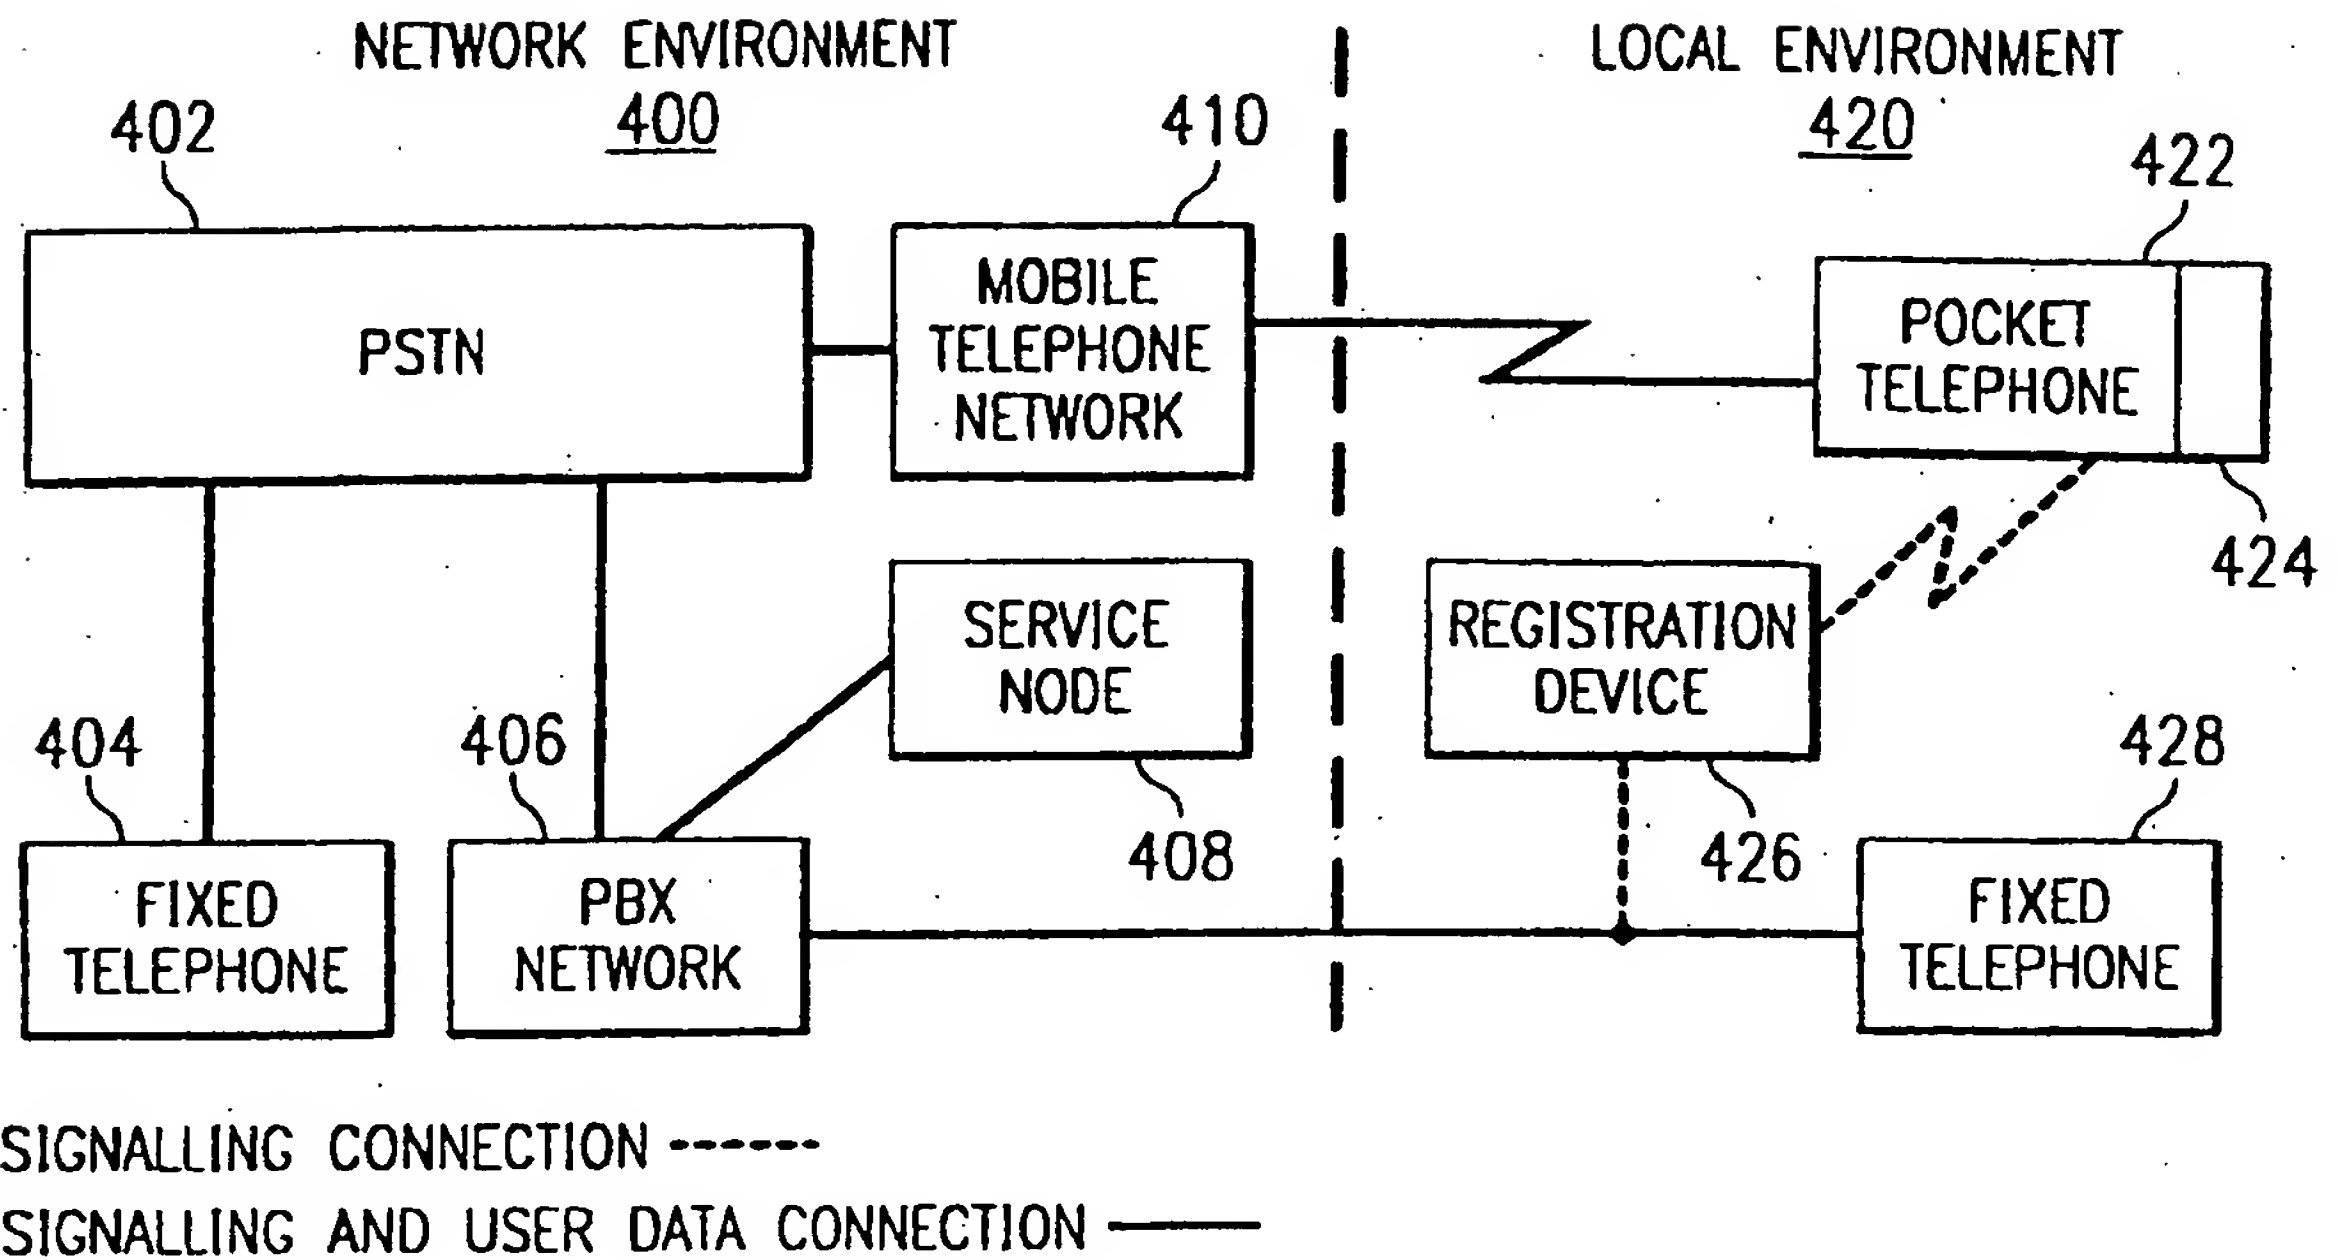 NETWORK ENVIRONMENT
400
LOCAL ENVIRONMENT
420
402
410
422
PSTN
MOBILE
TELEPHONE
NETWORK
POCKET
TELEPHONE
424
SERVICE
NODE
REGISTRATION
DEVICE
404
406
408
426
428
FIXED
TELEPHONE
PBX
NETWORK
FIXED
TELEPHONE
SIGNALLING CONNECTION
SIGNALLING AND USER DATA CONNECTION